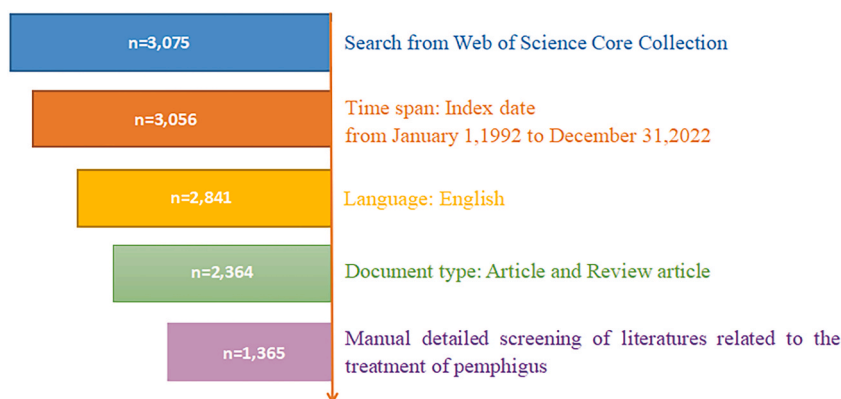 n=3,075
Search from Web of Science Core Collection
n=3,056
Time span: Index date
from January 1,1992 to December 31,2022
n=2,841
Language: English
n=2,364
Document type: Article and Review article
n=1,365
Manual detailed screening of literatures related to the
treatment of pemphigus